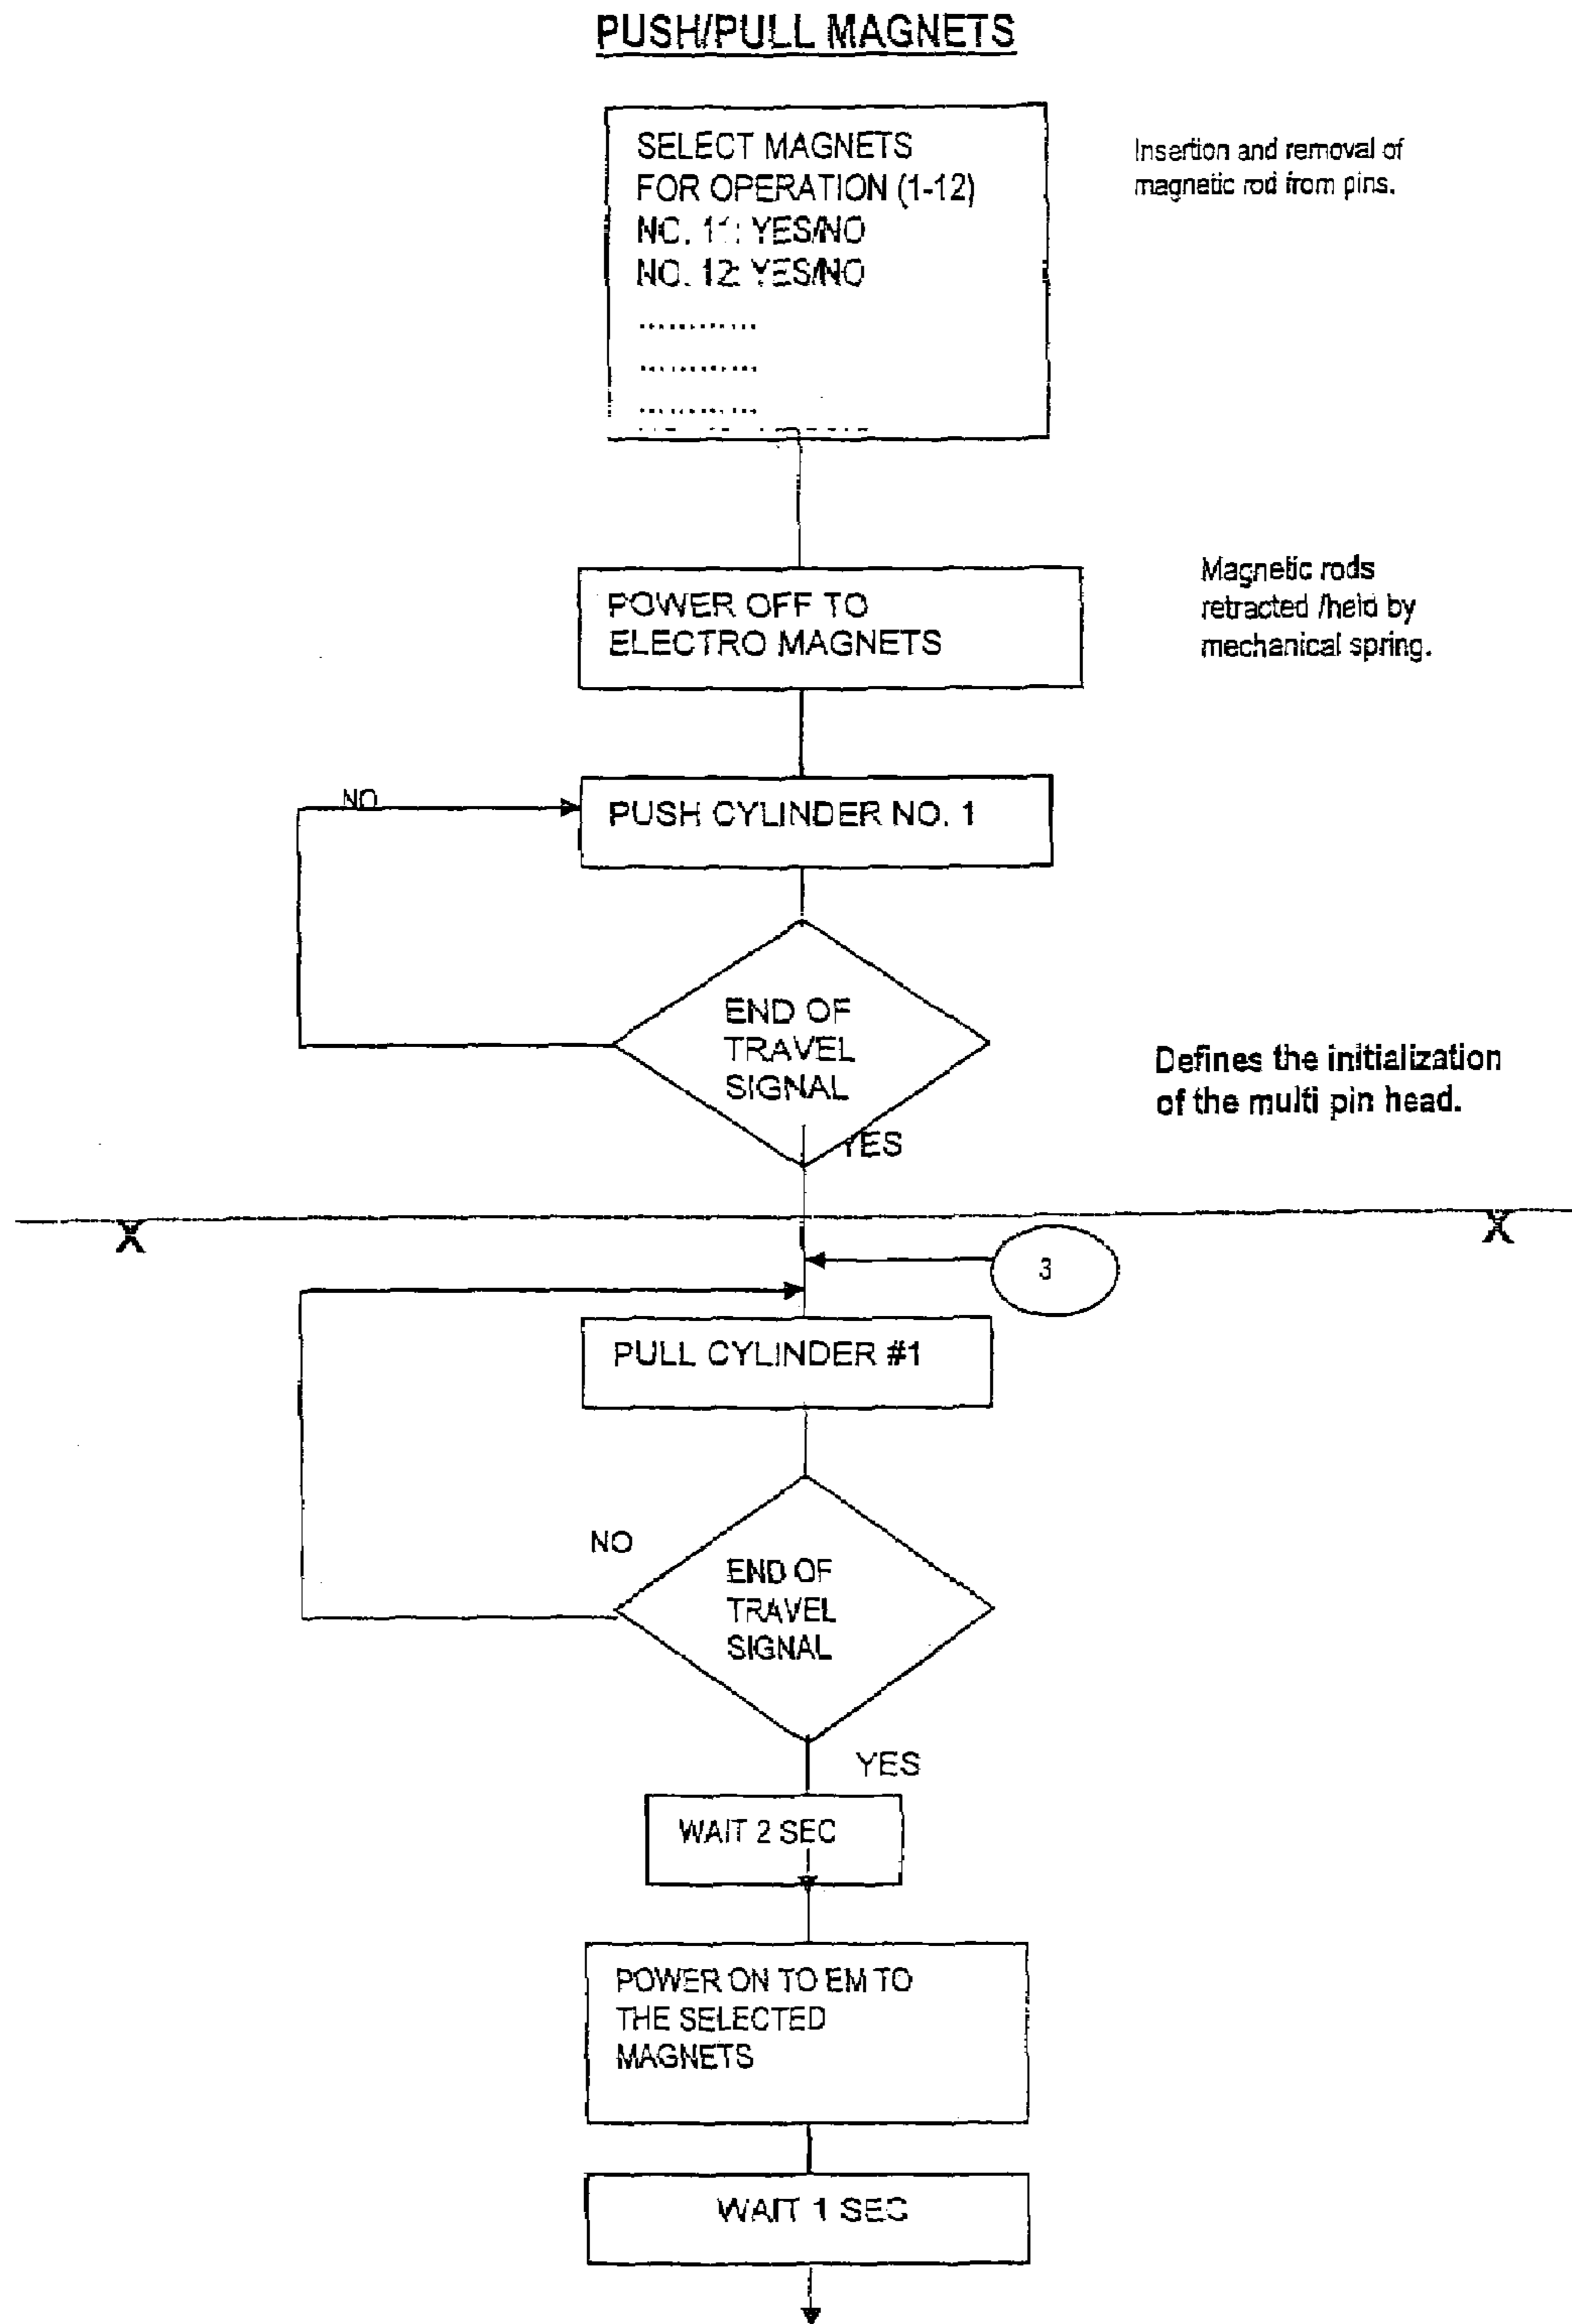 PUSH/PULL MAGNETS
SELECT MAGNETS
FOR OPERATION (1-12)
NO. 11: YES/NO
NO. 12: YES/NO
............
............
............
Insertion and removal of
magnetic rod from pins.
POWER OFF TO
ELECTRO MAGNETS
Magnetic rods
retracted /held by
mechanical spring.
NO
PUSH CYLINDER NO. 1
END OF
TRAVEL
SIGNAL
YES
Defines the initialization
of the multi pin head.
X
X
3
PULL CYLINDER #1
NO
END OF
TRAVEL
SIGNAL
YES
WAIT 2 SEC
POWER ON TO EM TO
THE SELECTED
MAGNETS
WAIT 1 SEC